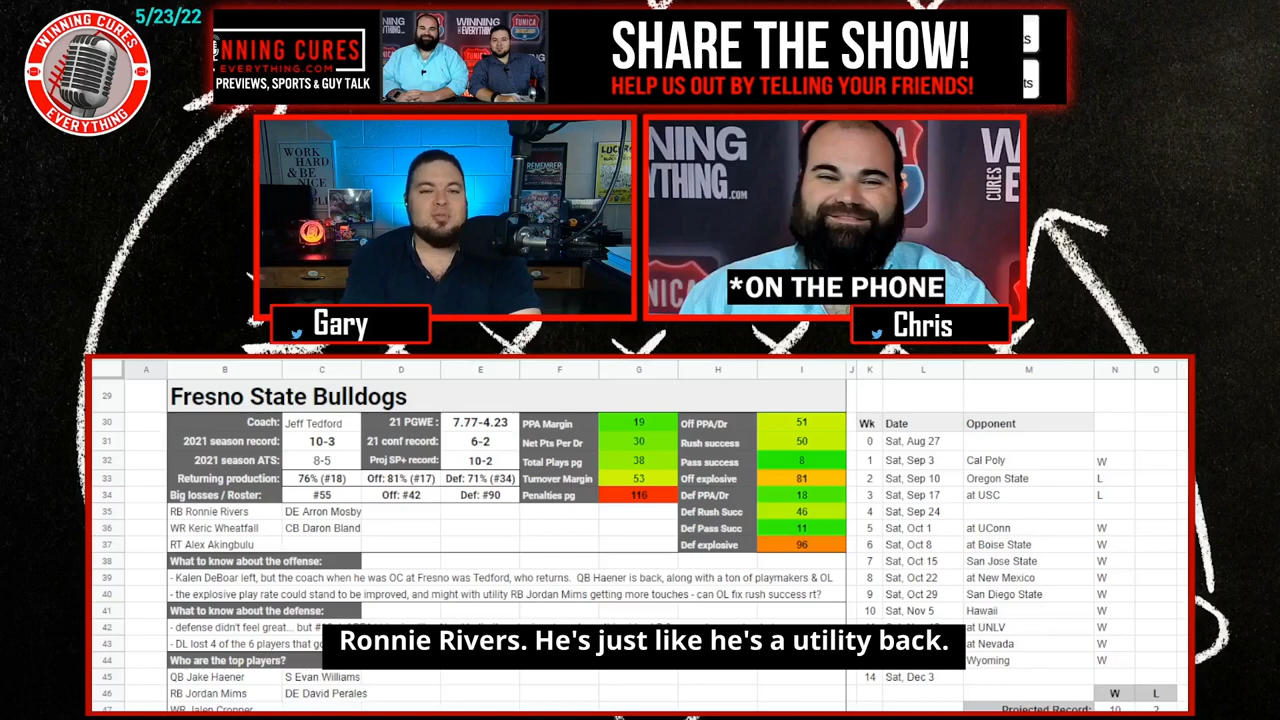 5/23/22
WINNING CURES
EVERYTHING
NNING CURES
EVERYTHING.COM
PREVIEWS, SPORTS & GUY TALK
SHARE THE SHOW!
HELP US OUT BY TELLING YOUR FRIENDS!
WORK
HARD
& BE
NICE
REMEMBER
NING
YTHING.COM
TUNICA
CURES
*ON THE PHONE
Gary
Chris
A B C D E F G H I J K L M N O
29 Fresno State Bulldogs
30 Coach: Jeff Tedford 21 PGWE: 7.77-4.23 PPA Margin 19 Off PPA/Dr 51 Wk Date Opponent
31 2021 season record: 10-3 21 conf record: 6-2 Net Pts Per Dr 30 Rush success 50 0 Sat, Aug 27
32 2021 season ATS: 8-5 Proj SP+ record: 10-2 Total Plays pg 38 Pass success 8 1 Sat, Sep 3 Cal Poly W
33 Returning production: 76% (#18) Off: 81% (#17) Def: 71% (#34) Turnover Margin 53 Off explosive 81 2 Sat, Sep 10 Oregon State L
34 Big losses / Roster: #55 Off: #42 Def: #90 Penalties pg 116 Def PPA/Dr 18 3 Sat, Sep 17 at USC L
35 RB Ronnie Rivers DE Arron Mosby Def Rush Succ 46 4 Sat, Sep 24
36 WR Keric Wheatfall CB Daron Bland Def Pass Succ 11 5 Sat, Oct 1 at UConn W
37 RT Alex Akingbulu Def explosive 96 6 Sat, Oct 8 at Boise State W
38 What to know about the offense: 7 Sat, Oct 15 San Jose State W
39 - Kalen DeBoar left, but the coach when he was OC at Fresno was Tedford, who returns. QB Haener is back, along with a ton of playmakers & OL 8 Sat, Oct 22 at New Mexico W
40 - the explosive play rate could stand to be improved, and might with utility RB Jordan Mims getting more touches - can OL fix rush success rt? 9 Sat, Oct 29 San Diego State W
41 What to know about the defense: 10 Sat, Nov 5 Hawaii W
42 - defense didn't feel great... but at UNLV W
43 - DL lost 4 of the 6 players that at Nevada W
44 Who are the top players? Wyoming W
45 QB Jake Haener S Evan Williams 14 Sat, Dec 3
46 RB Jordan Mims DE David Perales W L
47 WR Jalen Cropper Projected Record: 10 2
Ronnie Rivers. He's just like he's a utility back.